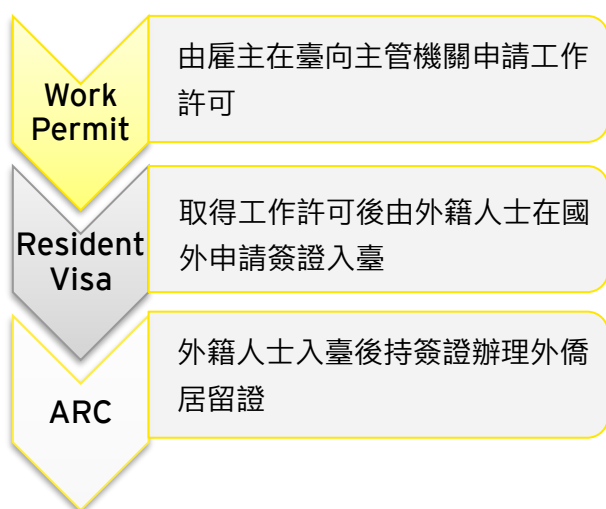 Work
Permit
由雇主在臺向主管機關申請工作
許可
Resident
Visa
取得工作許可後由外籍人士在國
外申請簽證入臺
ARC
外籍人士入臺後持簽證辦理外僑
居留證